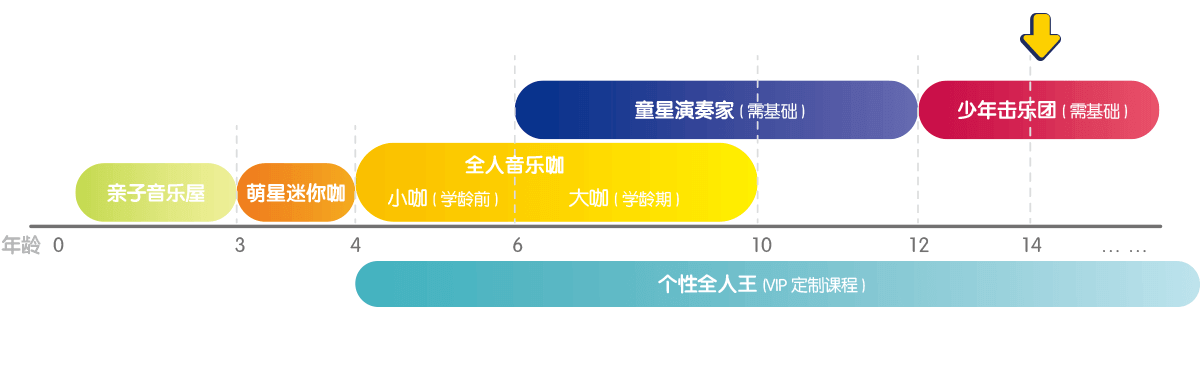 童星演奏家 ( 需基础 )
少年击乐团 ( 需基础 )
全人音乐咖
亲子音乐屋
萌星迷你咖
小咖 ( 学龄前 )
大咖 ( 学龄期 )
年龄 0 3 4 6 10 12 14 ... ...
个性全人王 (VIP 定制课程 )